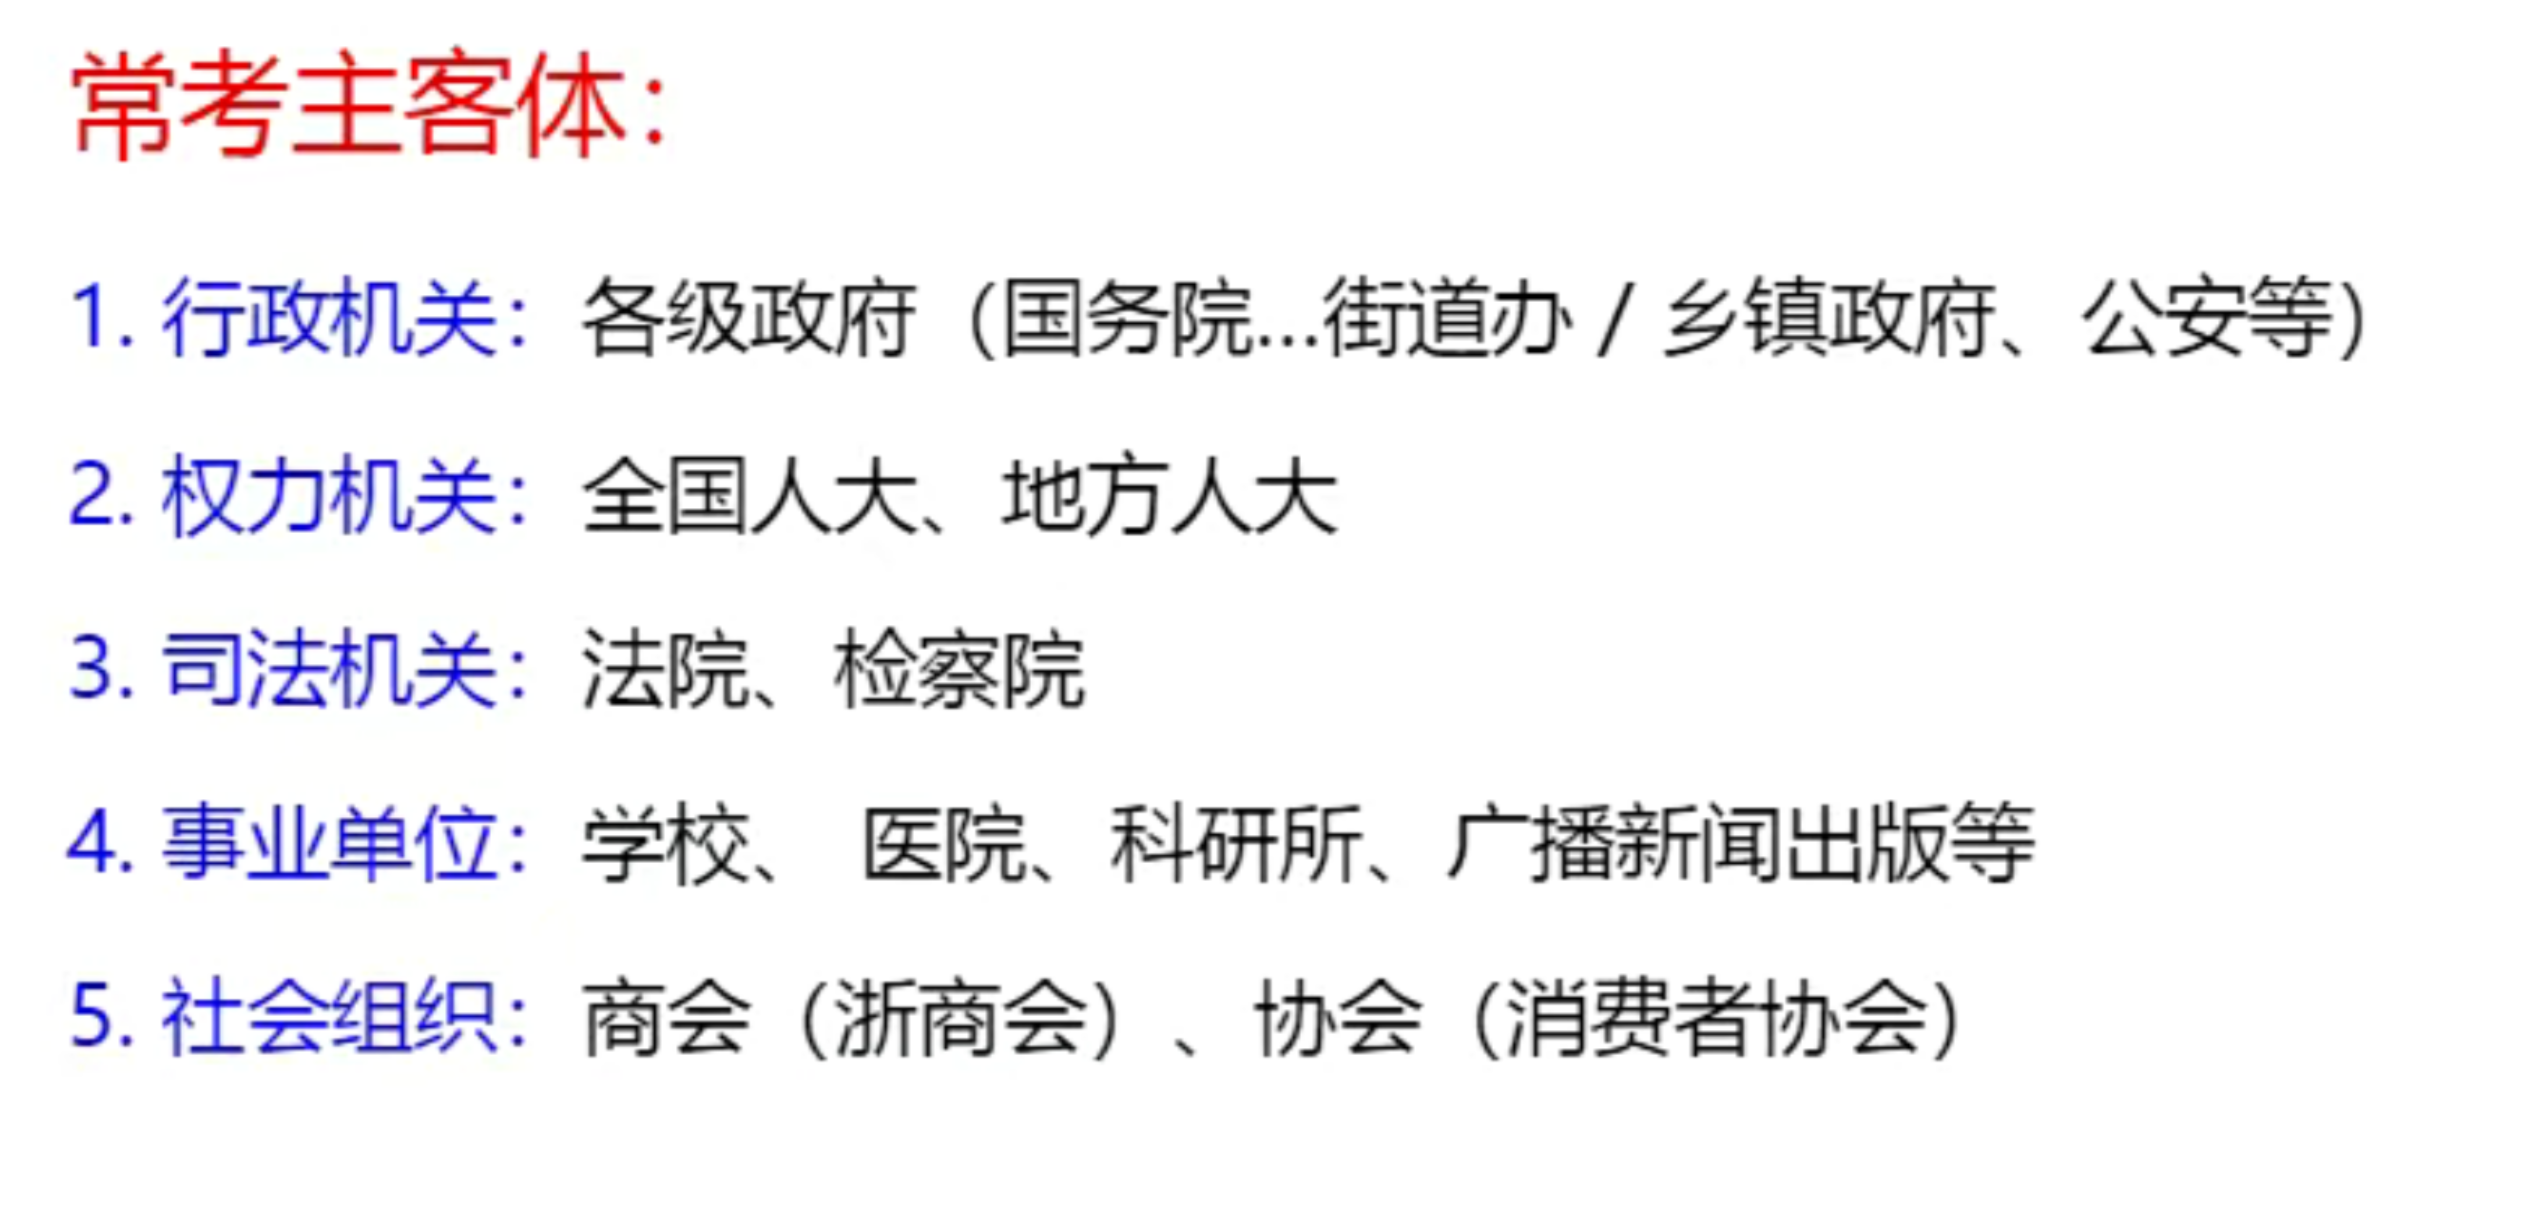 常考主客体：
1. 行政机关：各级政府（国务院...街道办 / 乡镇政府、公安等）
2. 权力机关：全国人大、地方人大
3. 司法机关：法院、检察院
4. 事业单位：学校、 医院、科研所、广播新闻出版等
5. 社会组织：商会（浙商会）、协会（消费者协会）